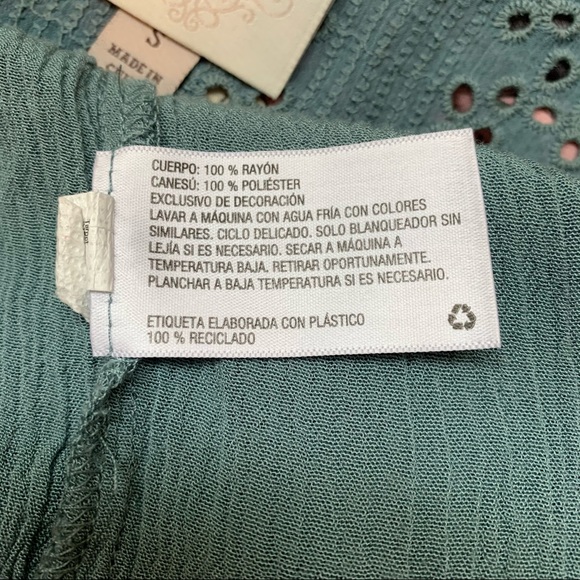 S
MADE IN
CUERPO: 100 % RAYÓN
CANESÚ: 100 % POLIÉSTER
EXCLUSIVO DE DECORACIÓN
LAVAR A MÁQUINA CON AGUA FRÍA CON COLORES
SIMILARES. CICLO DELICADO. SOLO BLANQUEADOR SIN
LEJÍA SI ES NECESARIO. SECAR A MÁQUINA A
TEMPERATURA BAJA. RETIRAR OPORTUNAMENTE.
PLANCHAR A BAJA TEMPERATURA SI ES NECESARIO.
ETIQUETA ELABORADA CON PLÁSTICO
100 % RECICLADO